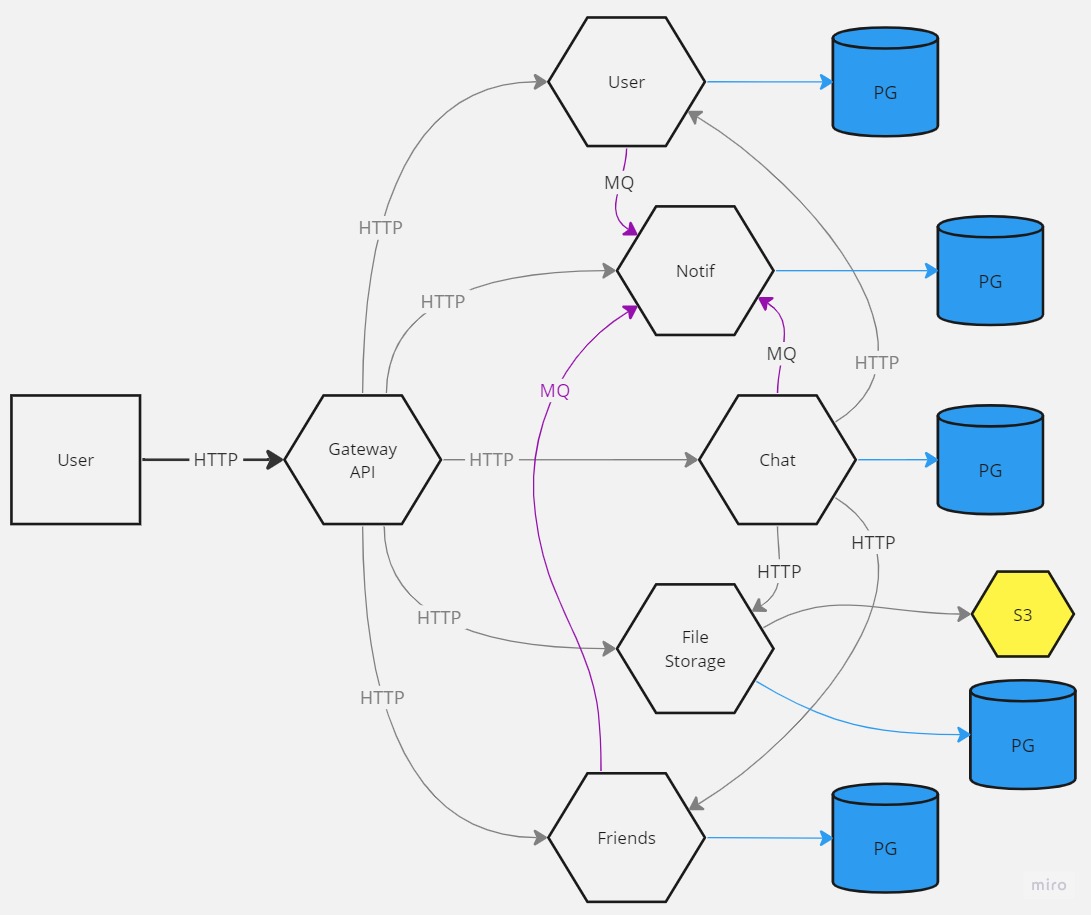 User
PG
MQ
HTTP
Notif
PG
HTTP
MQ
HTTP
MQ
User
HTTP
Gateway
API
HTTP
Chat
PG
HTTP
HTTP
HTTP
File
Storage
S3
HTTP
PG
Friends
PG
miro